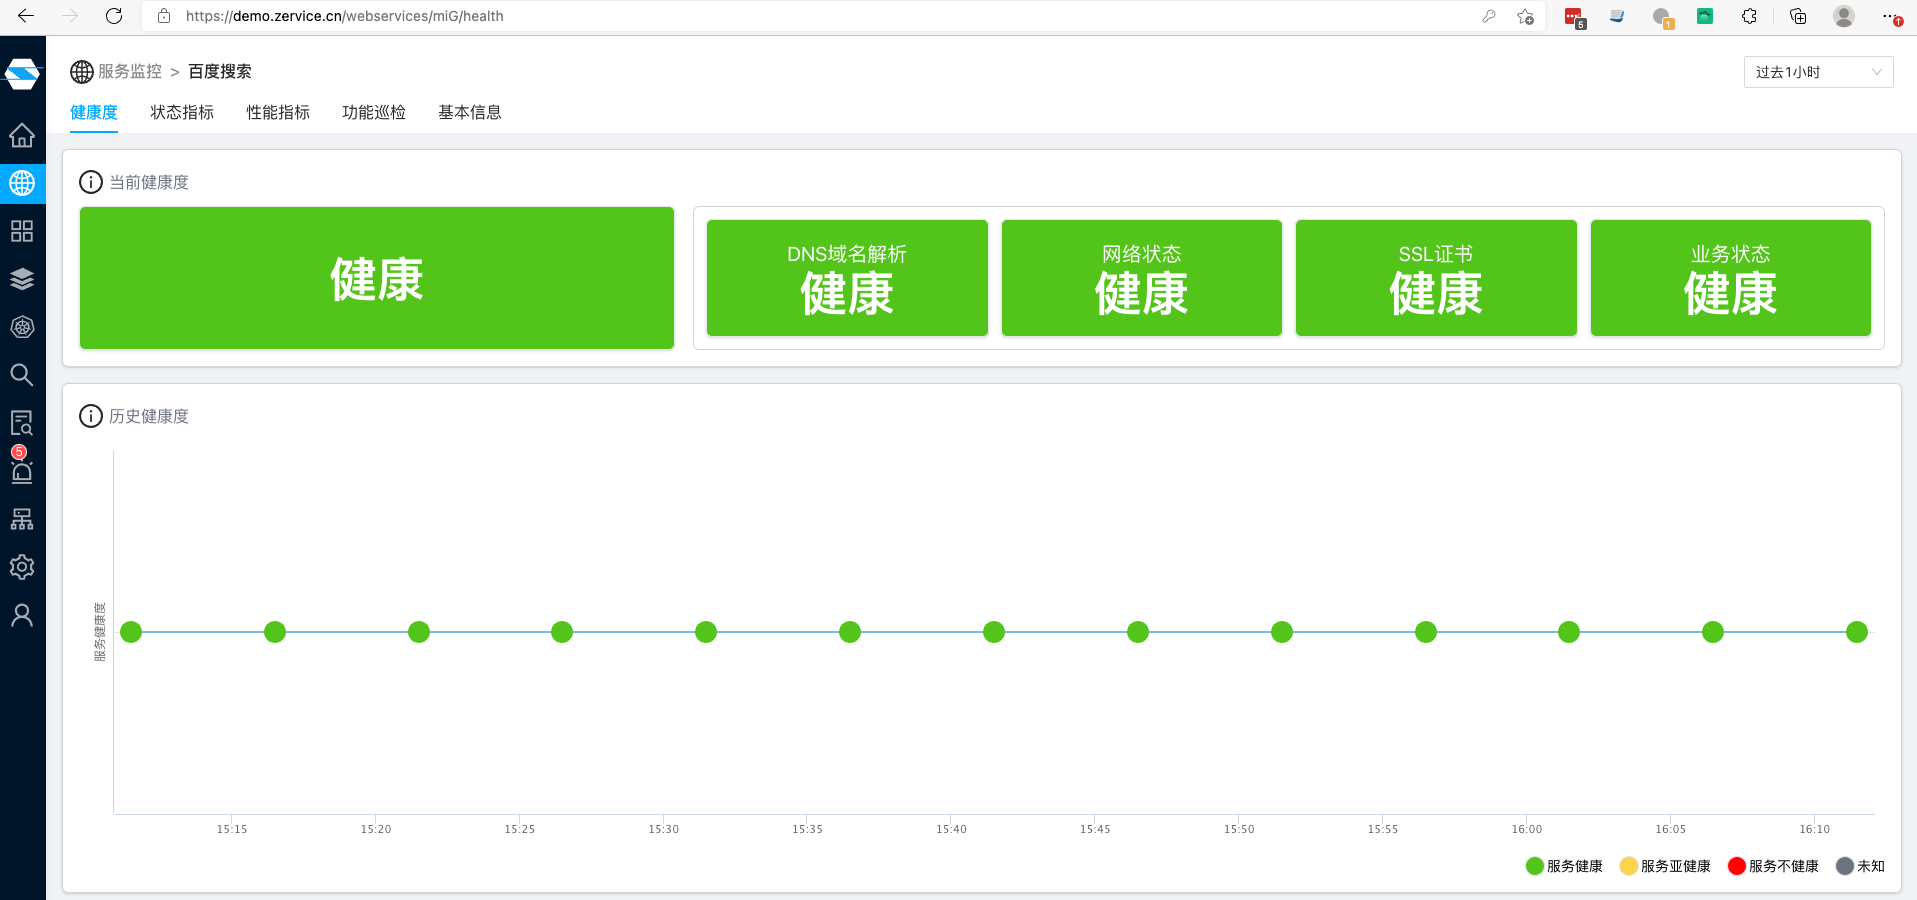 https://demo.zervice.cn/webservices/miG/health
5
1
服务监控 > 百度搜索
过去1小时
健康度 状态指标 性能指标 功能巡检 基本信息
当前健康度
健康
DNS域名解析
健康
网络状态
健康
SSL证书
健康
业务状态
健康
历史健康度
5
服务健康度
15:15 15:20 15:25 15:30 15:35 15:40 15:45 15:50 15:55 16:00 16:05 16:10
服务健康 服务亚健康 服务不健康 未知